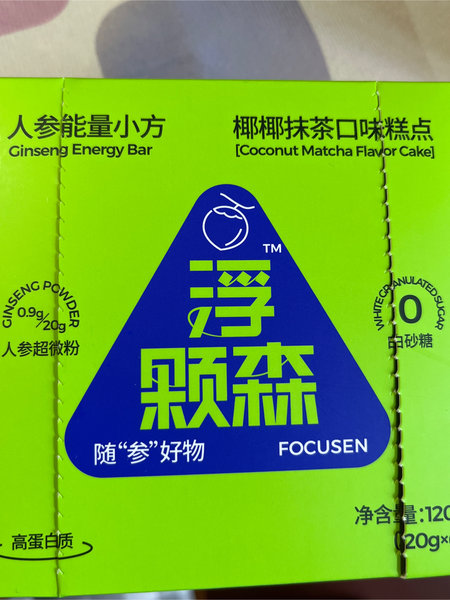 人参能量小方
Ginseng Energy Bar
椰椰抹茶口味糕点
[Coconut Matcha Flavor Cake]
TM
浮
颗森
随“参”好物
FOCUSEN
GINSENG POWDER
0.9g/20g
人参超微粉
WHITE GRANULATED SUGAR
0
白砂糖
高蛋白质
净含量:120
(20g×